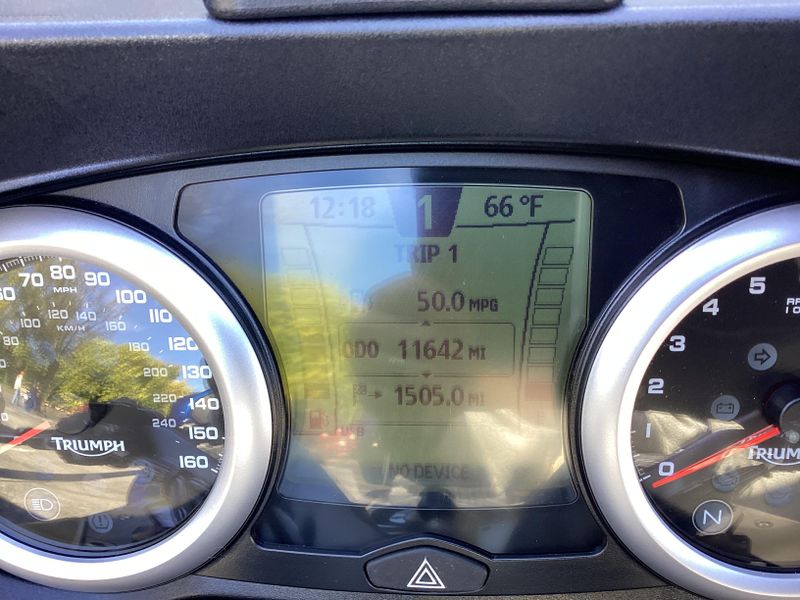 12:18 1 66 °F
TRIP 1
50.0 MPG
ODO 11642 MI
1505.0 MI
USB
NO DEVICE
70 80 90 100 110 120 130 140 150 160
MPH
100 120 140 160 180 200 220 240
KM/H
TRIUMPH
0 1 2 3 4 5
TRIUM
N